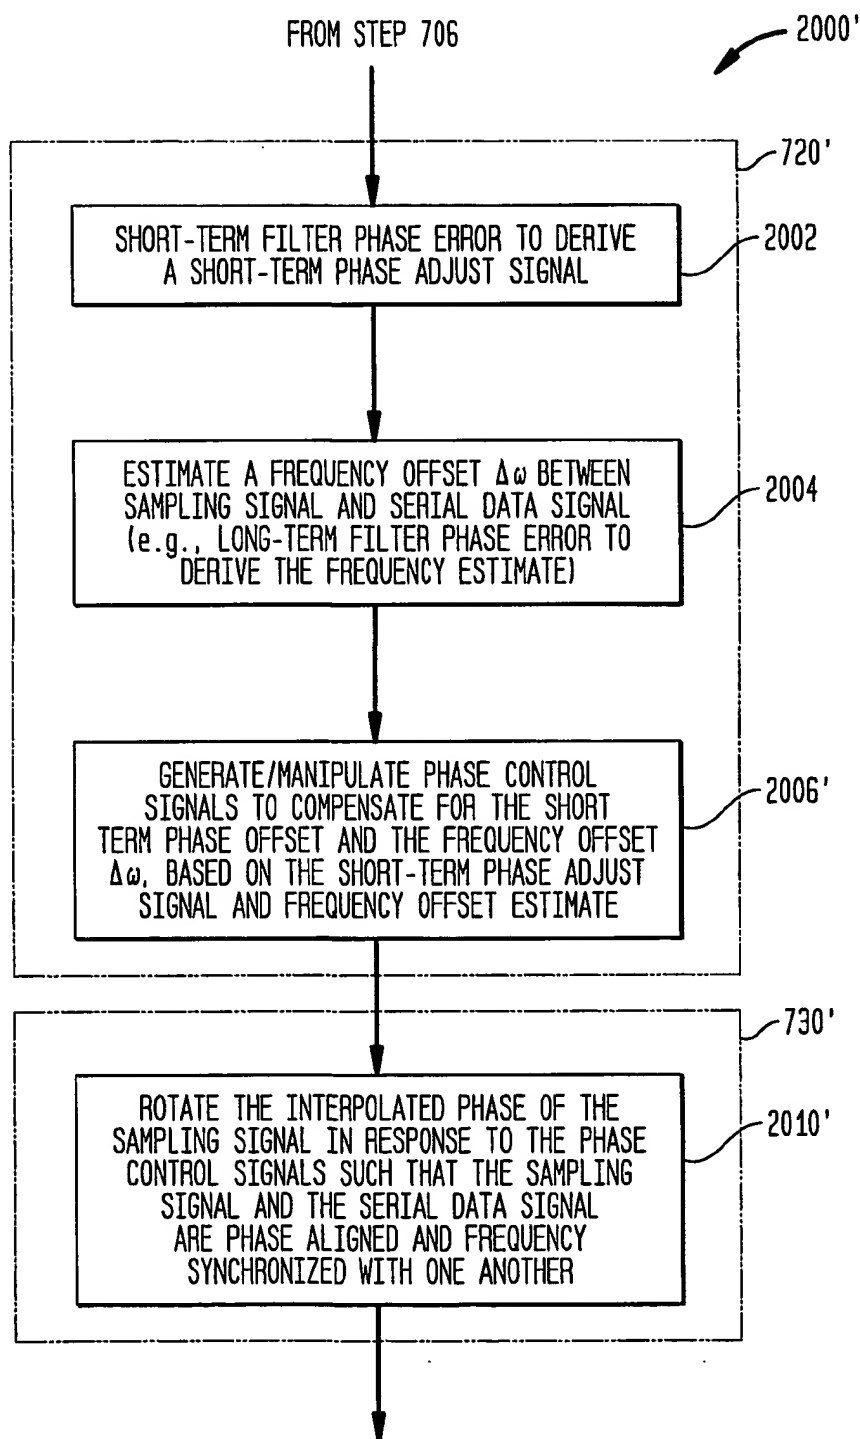 FROM STEP 706
2000'
720'
SHORT-TERM FILTER PHASE ERROR TO DERIVE
A SHORT-TERM PHASE ADJUST SIGNAL
2002
ESTIMATE A FREQUENCY OFFSET Δω BETWEEN
SAMPLING SIGNAL AND SERIAL DATA SIGNAL
(e.g., LONG-TERM FILTER PHASE ERROR TO
DERIVE THE FREQUENCY ESTIMATE)
2004
GENERATE/MANIPULATE PHASE CONTROL
SIGNALS TO COMPENSATE FOR THE SHORT
TERM PHASE OFFSET AND THE FREQUENCY OFFSET
Δω, BASED ON THE SHORT-TERM PHASE ADJUST
SIGNAL AND FREQUENCY OFFSET ESTIMATE
2006'
730'
ROTATE THE INTERPOLATED PHASE OF THE
SAMPLING SIGNAL IN RESPONSE TO THE PHASE
CONTROL SIGNALS SUCH THAT THE SAMPLING
SIGNAL AND THE SERIAL DATA SIGNAL
ARE PHASE ALIGNED AND FREQUENCY
SYNCHRONIZED WITH ONE ANOTHER
2010'